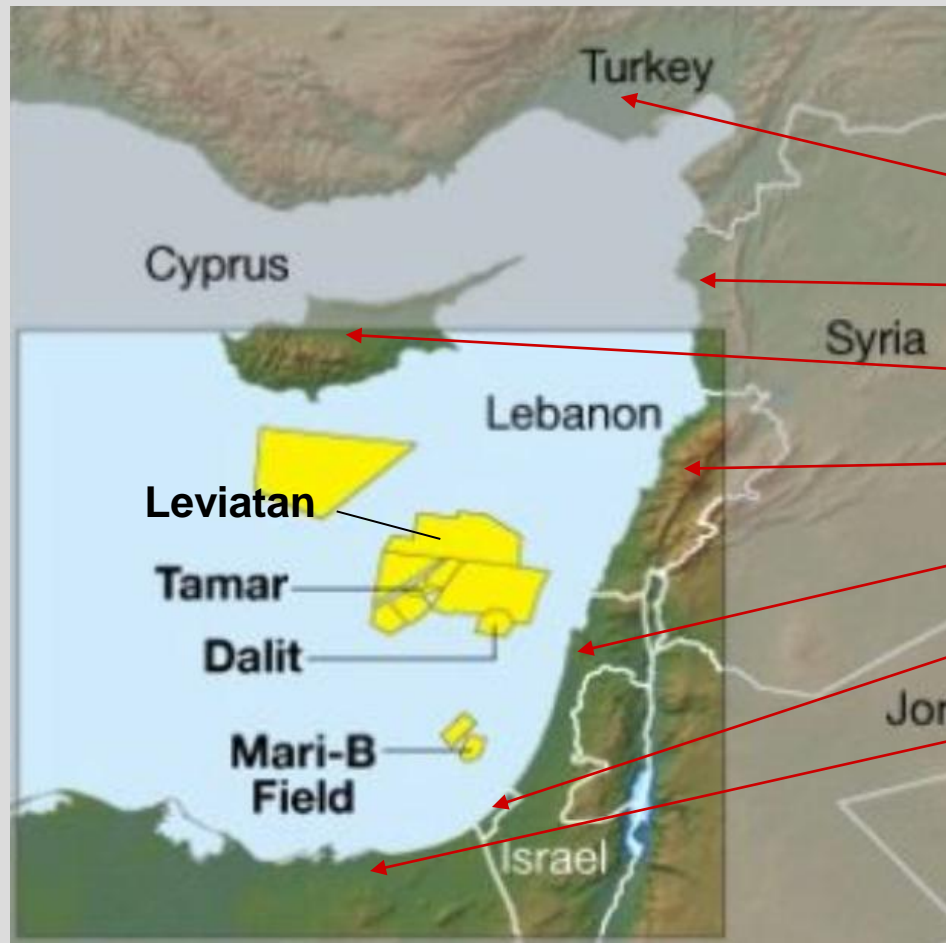 Turkey
Cyprus
Syria
Lebanon
Leviatan
Tamar
Dalit
Jor
Mari-B
Field
Israel